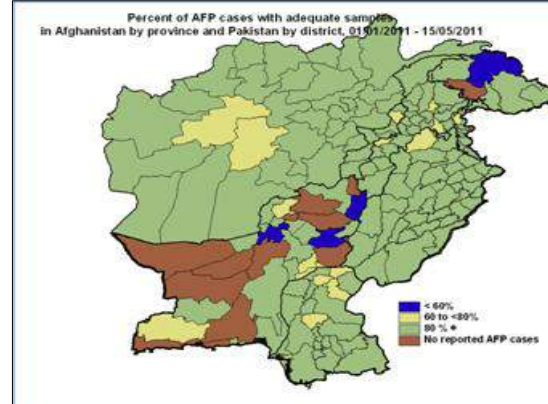 Percent of AFP cases with adequate samples
in Afghanistan by province and Pakistan by district, 01/01/2011 - 15/05/2011
< 60%
60 to <80%
80 % +
No reported AFP cases